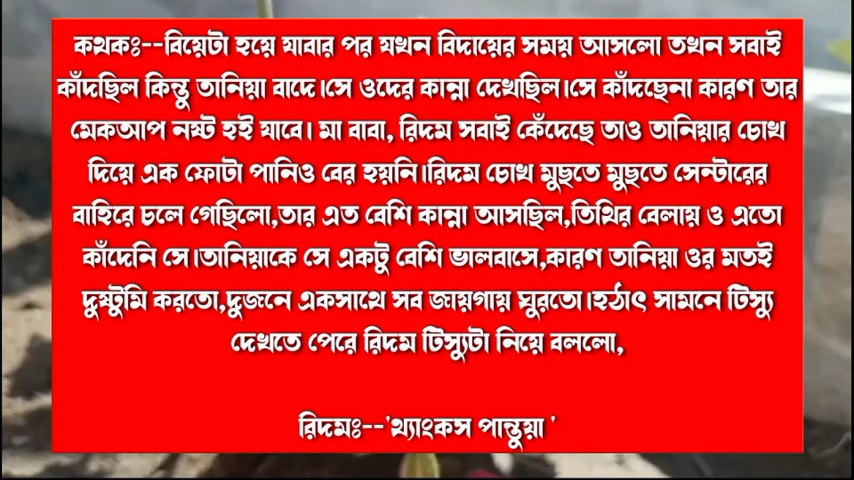 কথকঃ--বিয়েটা হয়ে যাবার পর যখন বিদায়ের সময় আসলো তখন সবাই
কাঁদছিল কিন্তু তানিয়া বাদে।সে ওদের কান্না দেখছিল।সে কাঁদছেনা কারণ তার
মেকআপ নষ্ট হই যাবে। মা বাবা, রিদম সবাই কেঁদেছে তাও তানিয়ার চোখ
দিয়ে এক ফোটা পানিও বের হয়নি।রিদম চোখ মুছতে মুছতে সেন্টারের
বাহিরে চলে গেছিলো,তার এত বেশি কান্না আসছিল,তিথির বেলায় ও এতো
কাঁদেনি সে।তানিয়াকে সে একটু বেশি ভালবাসে,কারণ তানিয়া ওর মতই
দুষ্টুমি করতো,দুজনে একসাথে সব জায়গায় ঘুরতো।হঠাৎ সামনে টিস্যু
দেখতে পেরে রিদম টিস্যুটা নিয়ে বললো,
রিদমঃ--'থ্যাংকস পান্তুয়া '